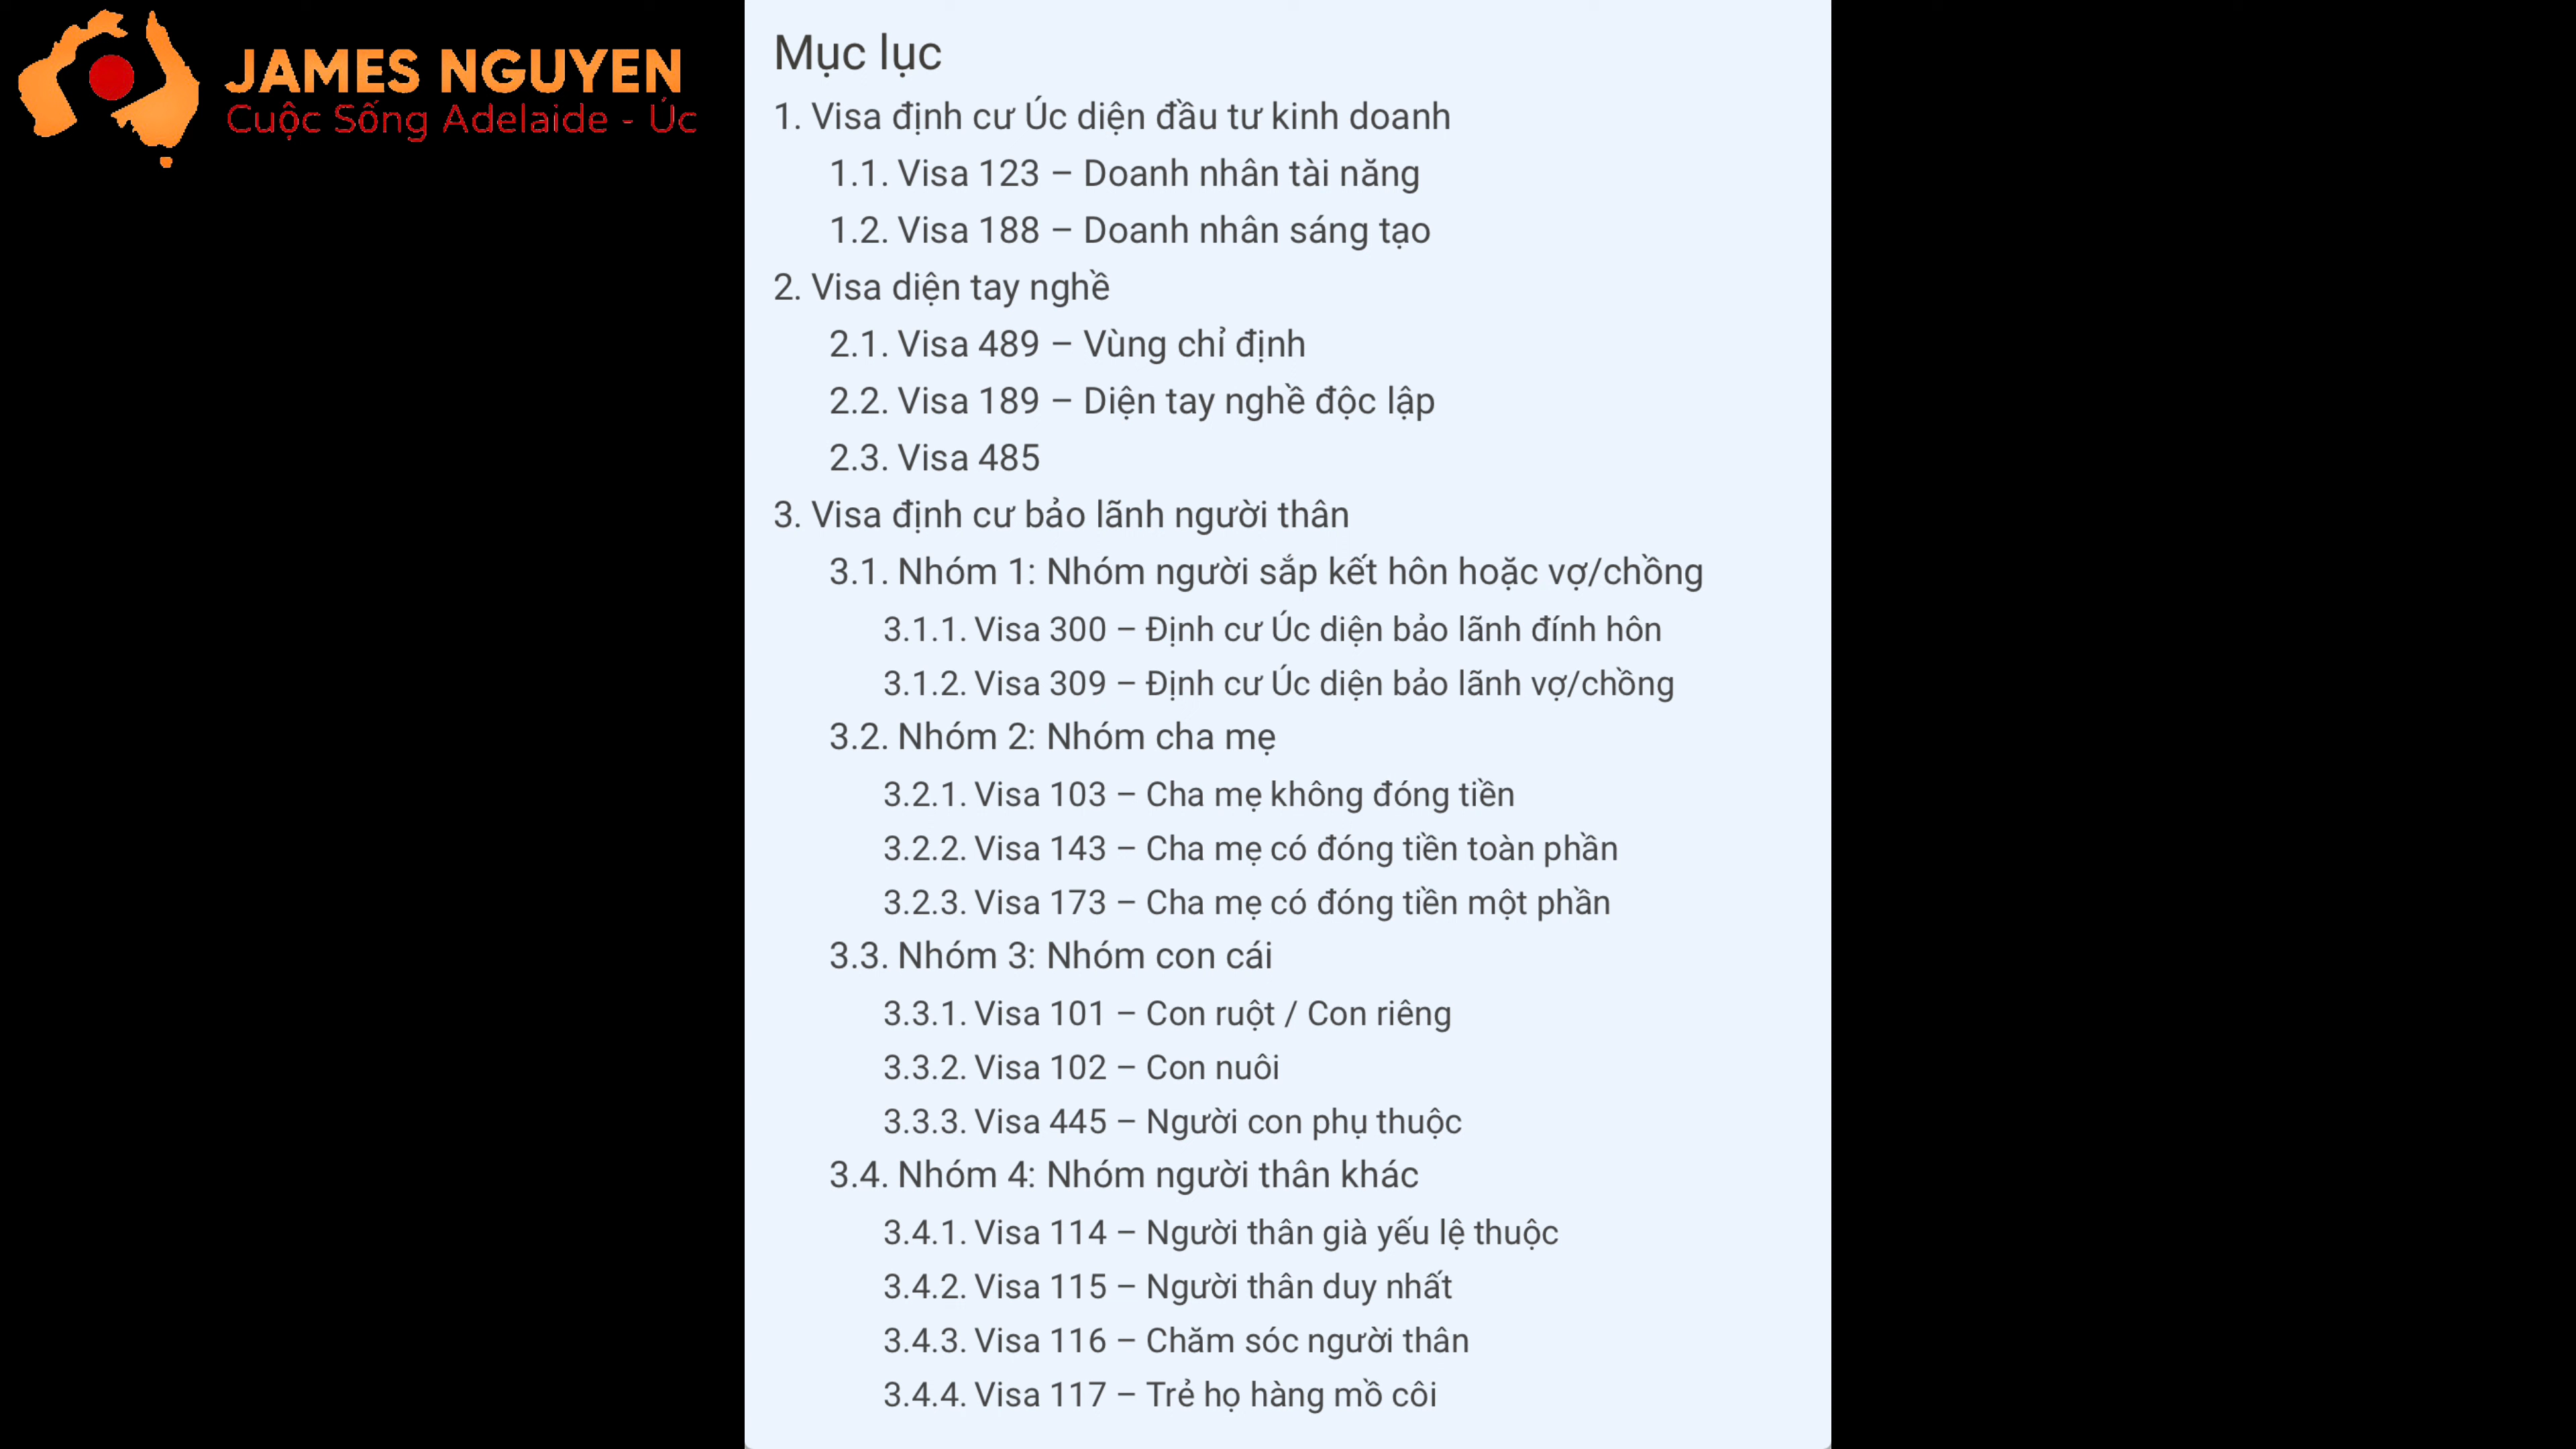 JAMES NGUYEN
Cuộc Sống Adelaide - Úc
Mục lục
1. Visa định cư Úc diện đầu tư kinh doanh
1.1. Visa 123 – Doanh nhân tài năng
1.2. Visa 188 – Doanh nhân sáng tạo
2. Visa diện tay nghề
2.1. Visa 489 – Vùng chỉ định
2.2. Visa 189 – Diện tay nghề độc lập
2.3. Visa 485
3. Visa định cư bảo lãnh người thân
3.1. Nhóm 1: Nhóm người sắp kết hôn hoặc vợ/chồng
3.1.1. Visa 300 – Định cư Úc diện bảo lãnh đính hôn
3.1.2. Visa 309 – Định cư Úc diện bảo lãnh vợ/chồng
3.2. Nhóm 2: Nhóm cha mẹ
3.2.1. Visa 103 – Cha mẹ không đóng tiền
3.2.2. Visa 143 – Cha mẹ có đóng tiền toàn phần
3.2.3. Visa 173 – Cha mẹ có đóng tiền một phần
3.3. Nhóm 3: Nhóm con cái
3.3.1. Visa 101 – Con ruột / Con riêng
3.3.2. Visa 102 – Con nuôi
3.3.3. Visa 445 – Người con phụ thuộc
3.4. Nhóm 4: Nhóm người thân khác
3.4.1. Visa 114 – Người thân già yếu lệ thuộc
3.4.2. Visa 115 – Người thân duy nhất
3.4.3. Visa 116 – Chăm sóc người thân
3.4.4. Visa 117 – Trẻ họ hàng mồ côi